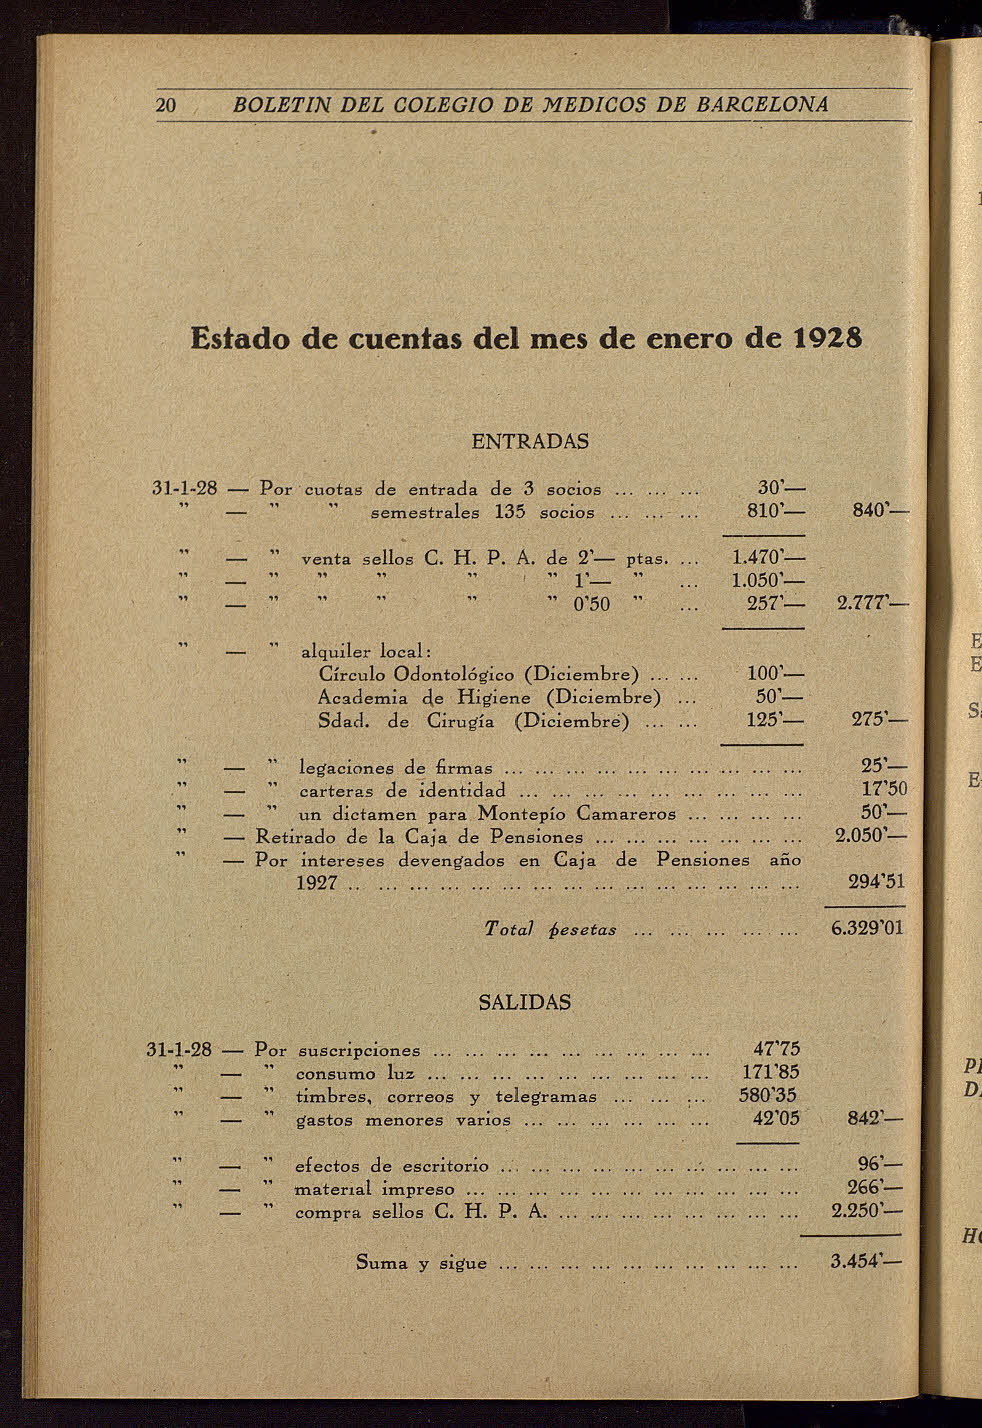 20 BOLETIN DEL COLEGIO DE MEDICOS DE BARCELONA
Estado de cuentas del mes de enero de 1928
ENTRADAS
31-1-28 — Por cuotas de entrada de 3 socios ... ... ... 30'—
" — " " semestrales 135 socios ... ... ... 810'— 840'—
" — " venta sellos C. H. P. A. de 2'— ptas. ... 1.470'—
" — " " " " " 1'— " ... 1.050'—
" — " " " " " 0'50 " ... 257'— 2.777'—
" — " alquiler local:
Círculo Odontológico (Diciembre) ... ... 100'—
Academia de Higiene (Diciembre) ... 50'—
Sdad. de Cirugía (Diciembre) ... ... 125'— 275'—
" — " legaciones de firmas ... ... ... ... ... ... ... ... ... ... 25'—
" — " carteras de identidad ... ... ... ... ... ... ... ... ... 17'50
" — " un dictamen para Montepío Camareros ... ... ... ... 50'—
" — Retirado de la Caja de Pensiones ... ... ... ... ... ... ... 2.050'—
" — Por intereses devengados en Caja de Pensiones año
1927 .. ... ... ... ... ... ... ... ... ... ... ... ... ... ... 294'51
Total pesetas ... ... ... ... ... 6.329'01
SALIDAS
31-1-28 — Por suscripciones ... ... ... ... ... ... ... ... ... 47'75
" — " consumo luz ... ... ... ... ... ... ... ... ... 171'85
" — " timbres, correos y telegramas ... ... ... 580'35
" — " gastos menores varios ... ... ... ... ... ... 42'05 842'—
" — " efectos de escritorio ... ... ... ... ... ... ... ... ... ... 96'—
" — " material impreso ... ... ... ... ... ... ... ... ... ... ... 266'—
" — " compra sellos C. H. P. A. ... ... ... ... ... ... ... ... 2.250'—
Suma y sigue ... ... ... ... ... ... ... ... ... ... 3.454'—